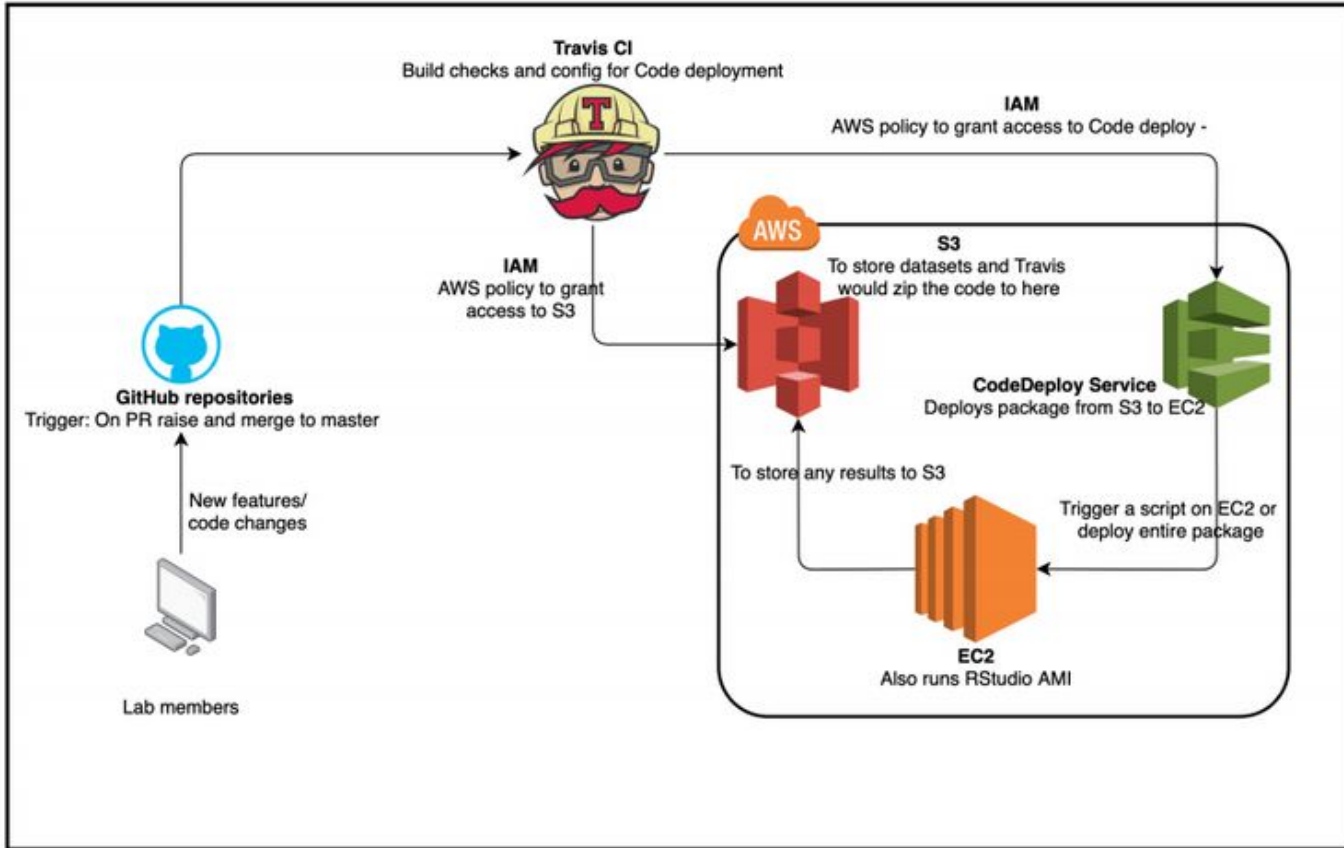 Travis CI
Build checks and config for Code deployment
T
IAM
AWS policy to grant access to Code deploy -
AWS
IAM
AWS policy to grant
access to S3
S3
To store datasets and Travis
would zip the code to here
GitHub repositories
Trigger: On PR raise and merge to master
CodeDeploy Service
Deploys package from S3 to EC2
To store any results to S3
New features/
code changes
Trigger a script on EC2 or
deploy entire package
EC2
Also runs RStudio AMI
Lab members